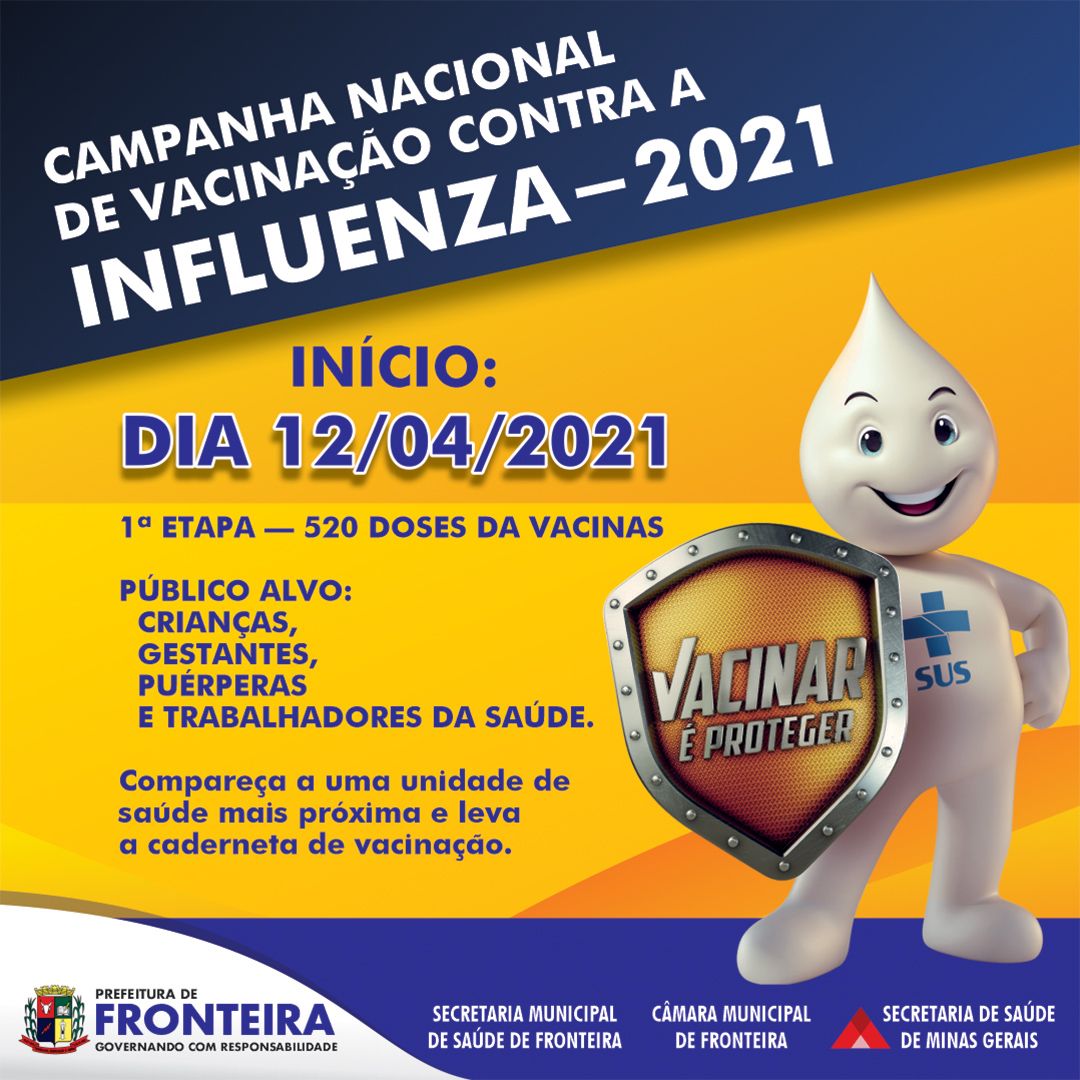 CAMPANHA NACIONAL
DE VACINAÇÃO CONTRA A
INFLUENZA – 2021
INÍCIO:
DIA 12/04/2021
1ª ETAPA — 520 DOSES DA VACINAS
PÚBLICO ALVO:
CRIANÇAS,
GESTANTES,
PUÉRPERAS
E TRABALHADORES DA SAÚDE.
Compareça a uma unidade de
saúde mais próxima e leva
a caderneta de vacinação.
VACINAR
É PROTEGER
SUS
PREFEITURA DE
FRONTEIRA
GOVERNANDO COM RESPONSABILIDADE
SECRETARIA MUNICIPAL
DE SAÚDE DE FRONTEIRA
CÂMARA MUNICIPAL
DE FRONTEIRA
SECRETARIA DE SAÚDE
DE MINAS GERAIS